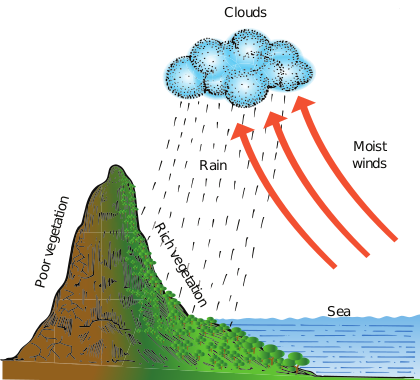 Clouds
Moist
winds
Rain
Poor vegetation
Rich vegetation
Sea